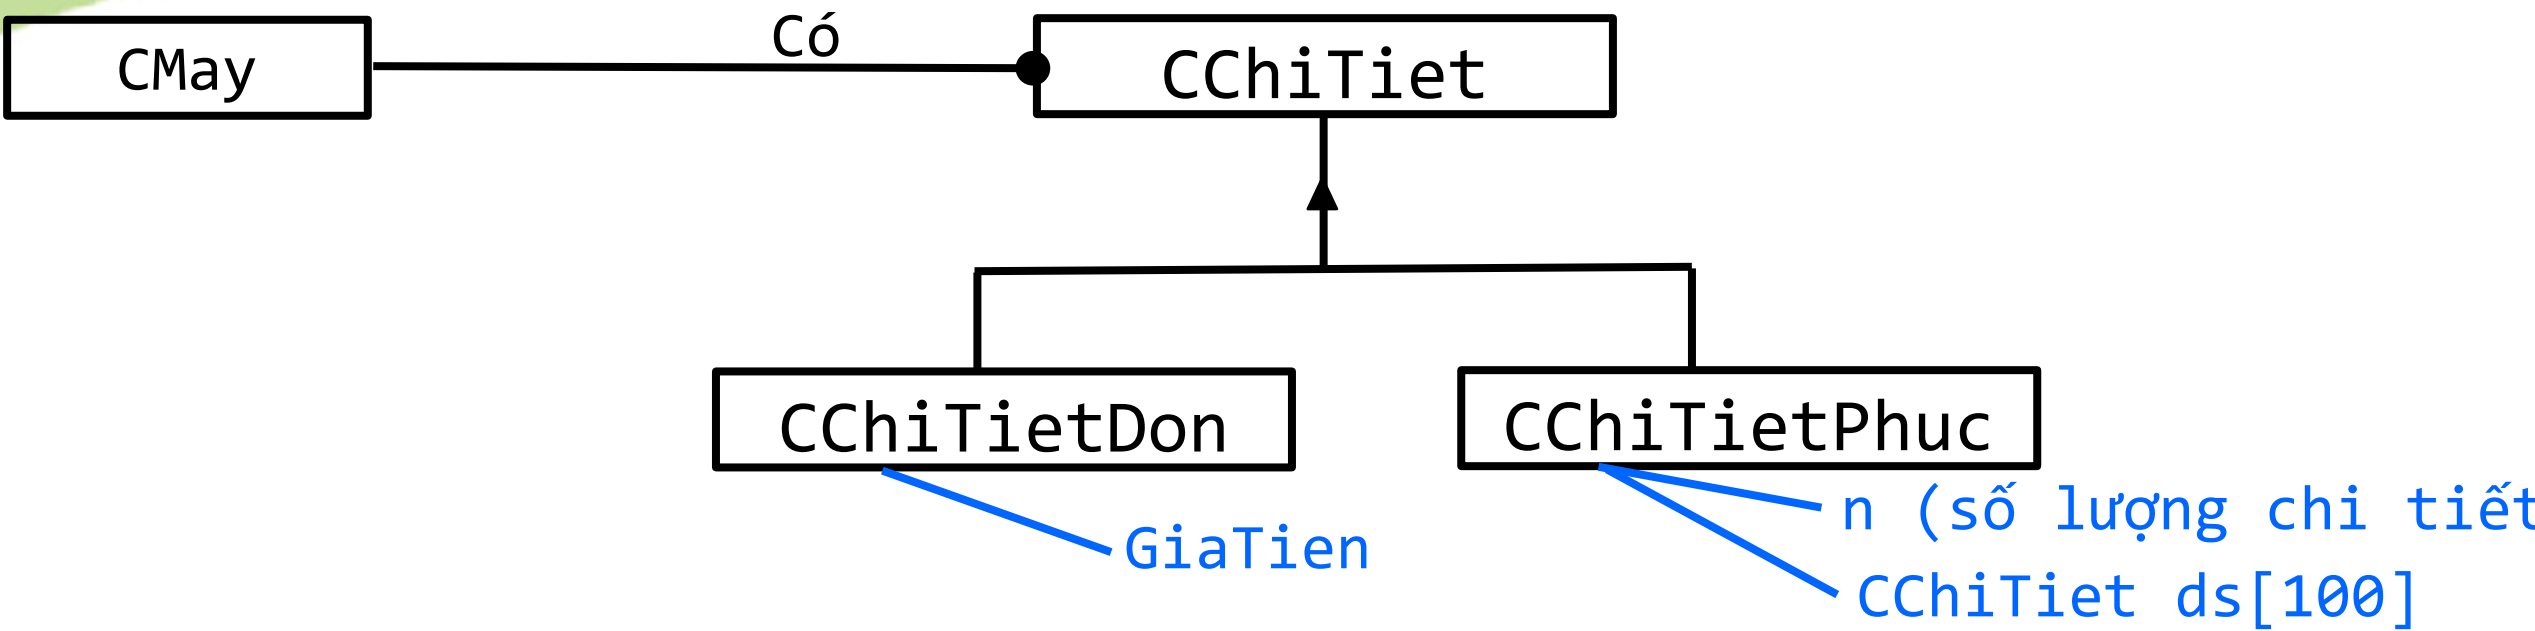 Có
CMay
CChiTiet
CChiTietDon
CChiTietPhuc
n (số lượng chi tiết
GiaTien
CChiTiet ds[100]